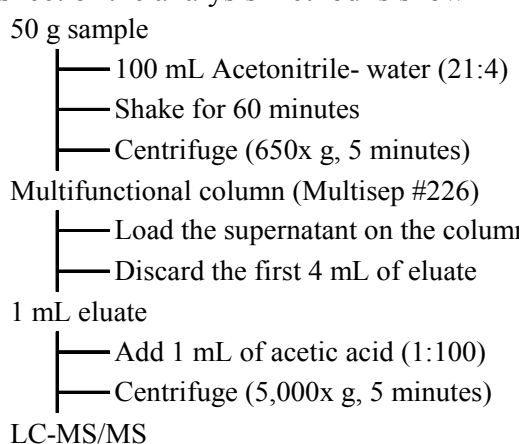 50 g sample
100 mL Acetonitrile- water (21:4)
Shake for 60 minutes
Centrifuge (650x g, 5 minutes)
Multifunctional column (Multisep #226)
Load the supernatant on the column
Discard the first 4 mL of eluate
1 mL eluate
Add 1 mL of acetic acid (1:100)
Centrifuge (5,000x g, 5 minutes)
LC-MS/MS